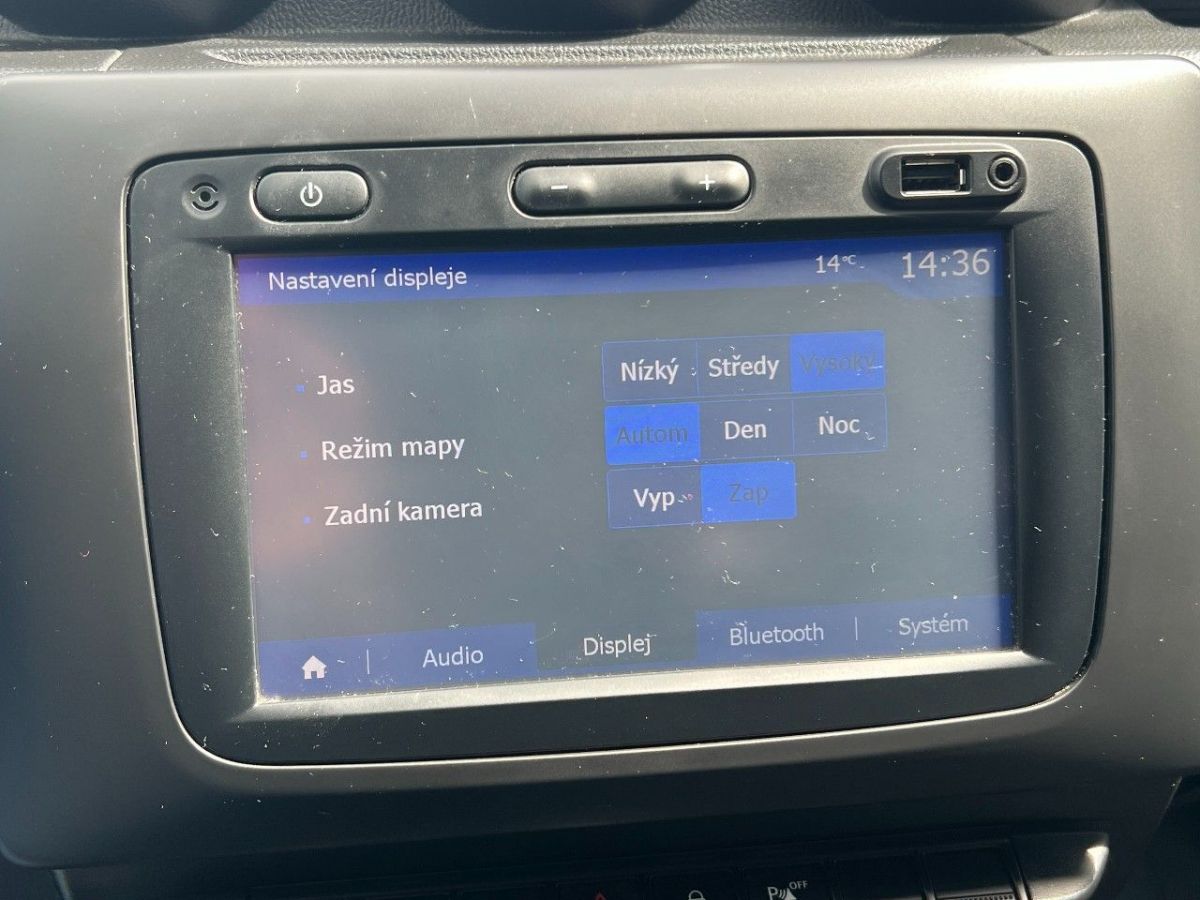 Nastavení displeje 14°C 14:36
Jas Nízký Středy Vysoký
Režim mapy Autom Den Noc
Zadní kamera Vyp Zap
Audio Displej Bluetooth Systém
P OFF